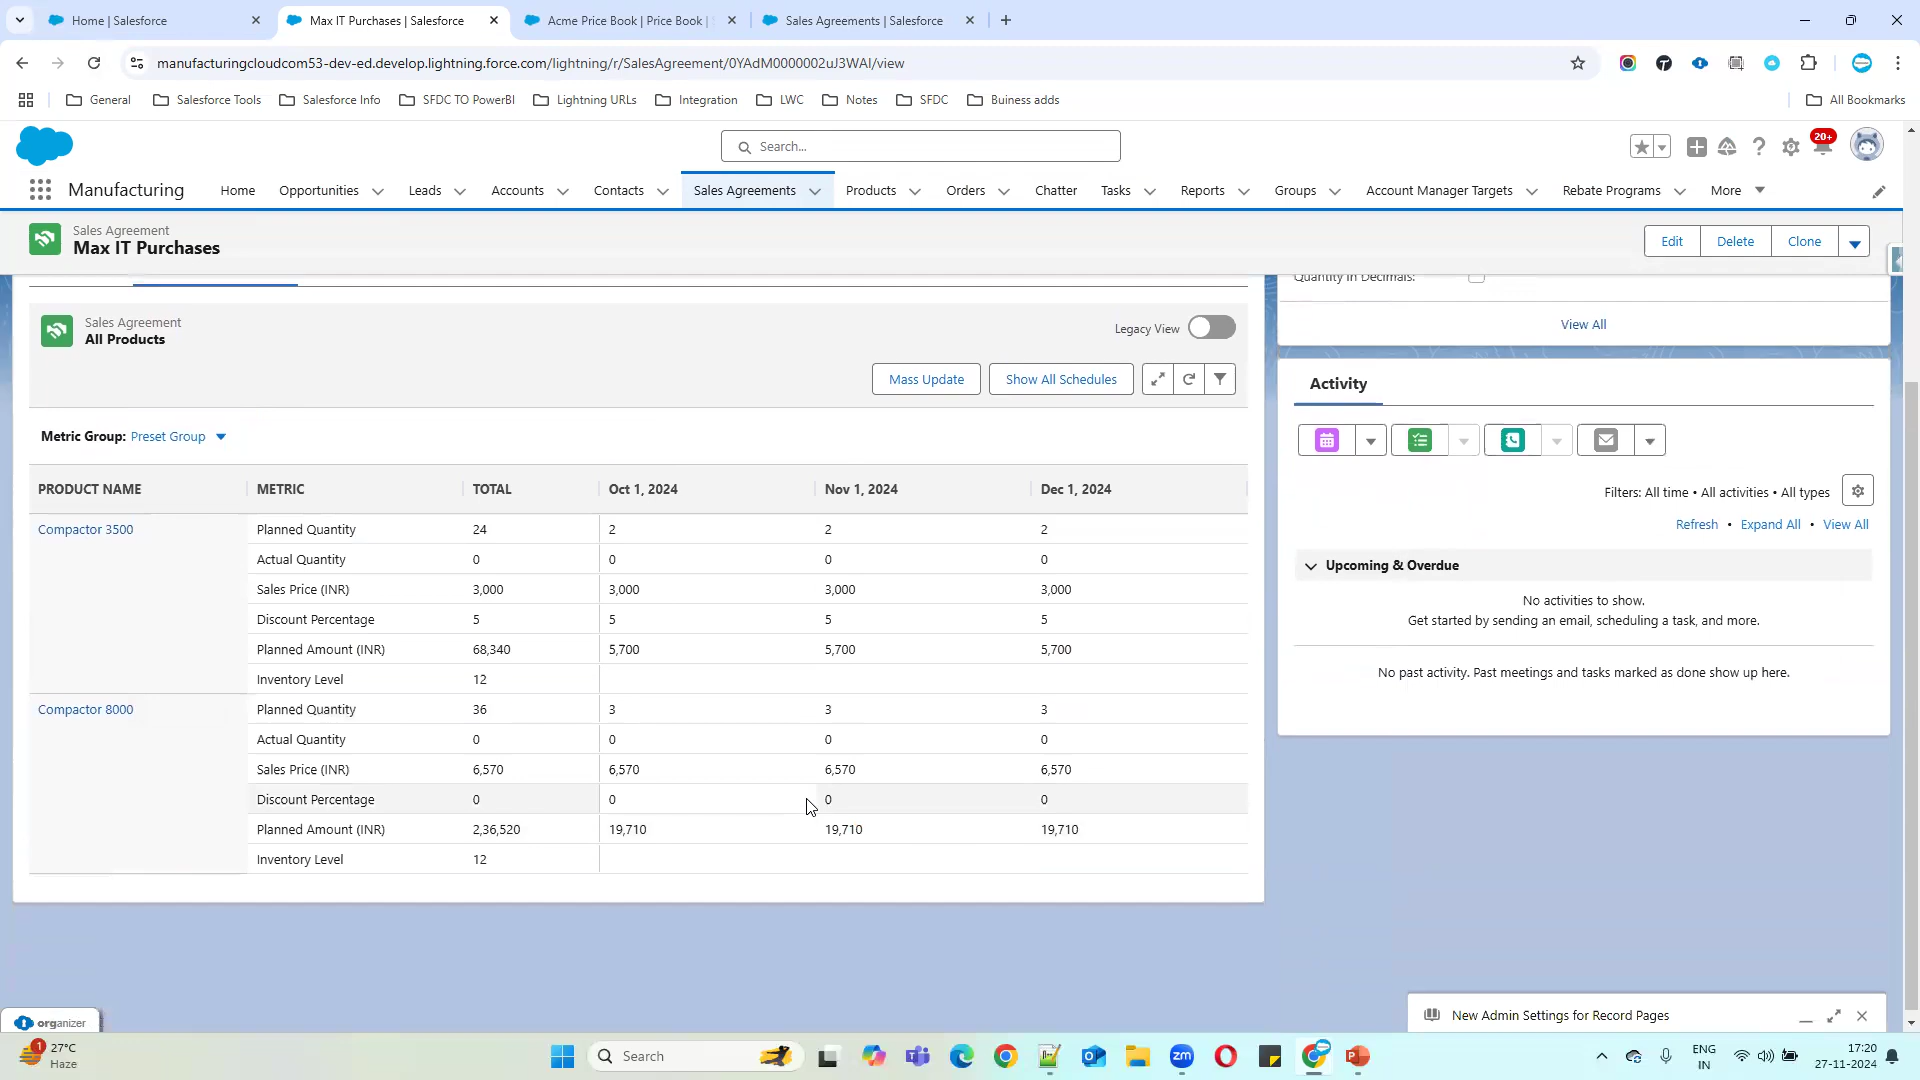 Home | Salesforce
Max IT Purchases | Salesforce
Acme Price Book | Price Book |
Sales Agreements | Salesforce
manufacturingcloudcom53-dev-ed.develop.lightning.force.com/lightning/r/SalesAgreement/0YAdM0000002uJ3WAI/view
General
Salesforce Tools
Salesforce Info
SFDC TO PowerBI
Lightning URLs
Integration
LWC
Notes
SFDC
Buiness adds
All Bookmarks
Search...
20+
Manufacturing
Home
Opportunities
Leads
Accounts
Contacts
Sales Agreements
Products
Orders
Chatter
Tasks
Reports
Groups
Account Manager Targets
Rebate Programs
More
Sales Agreement
Max IT Purchases
Edit
Delete
Clone
Sales Agreement
All Products
Legacy View
Mass Update
Show All Schedules
Metric Group: Preset Group
PRODUCT NAME METRIC TOTAL Oct 1, 2024 Nov 1, 2024 Dec 1, 2024
Compactor 3500 Planned Quantity 24 2 2 2
Actual Quantity 0 0 0 0
Sales Price (INR) 3,000 3,000 3,000 3,000
Discount Percentage 5 5 5 5
Planned Amount (INR) 68,340 5,700 5,700 5,700
Inventory Level 12
Compactor 8000 Planned Quantity 36 3 3 3
Actual Quantity 0 0 0 0
Sales Price (INR) 6,570 6,570 6,570 6,570
Discount Percentage 0 0 0 0
Planned Amount (INR) 2,36,520 19,710 19,710 19,710
Inventory Level 12
Quantity In Decimals:
View All
Activity
Filters: All time • All activities • All types
Refresh • Expand All • View All
Upcoming & Overdue
No activities to show.
Get started by sending an email, scheduling a task, and more.
No past activity. Past meetings and tasks marked as done show up here.
New Admin Settings for Record Pages
organizer
1
27°C
Haze
Search
zm
ENG
IN
17:20
27-11-2024